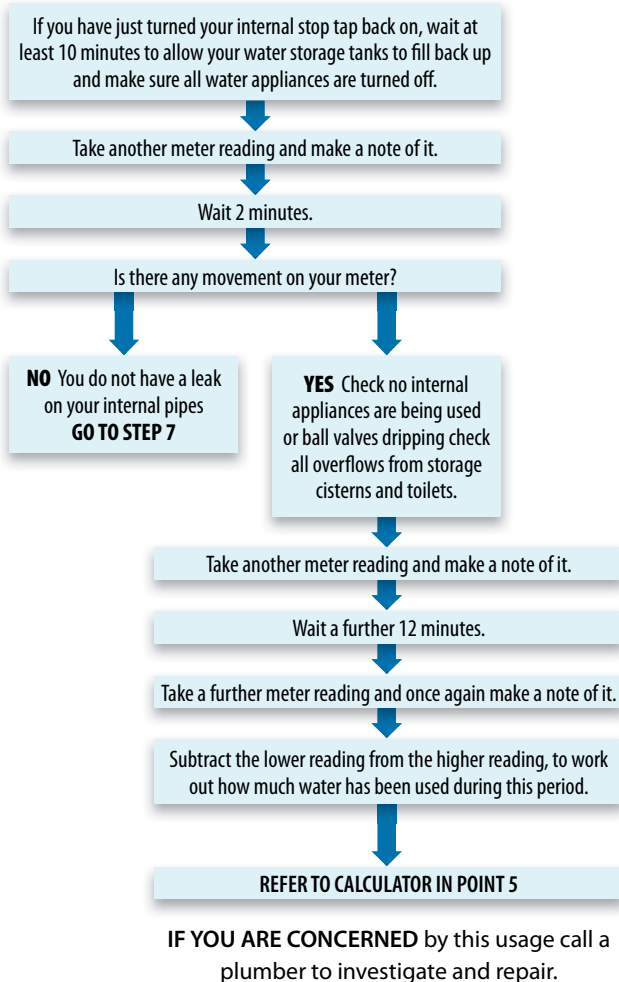 If you have just turned your internal stop tap back on, wait at
least 10 minutes to allow your water storage tanks to fill back up
and make sure all water appliances are turned off.
Take another meter reading and make a note of it.
Wait 2 minutes.
Is there any movement on your meter?
NO You do not have a leak
on your internal pipes
GO TO STEP 7
YES Check no internal
appliances are being used
or ball valves dripping check
all overflows from storage
cisterns and toilets.
Take another meter reading and make a note of it.
Wait a further 12 minutes.
Take a further meter reading and once again make a note of it.
Subtract the lower reading from the higher reading, to work
out how much water has been used during this period.
REFER TO CALCULATOR IN POINT 5
IF YOU ARE CONCERNED by this usage call a
plumber to investigate and repair.